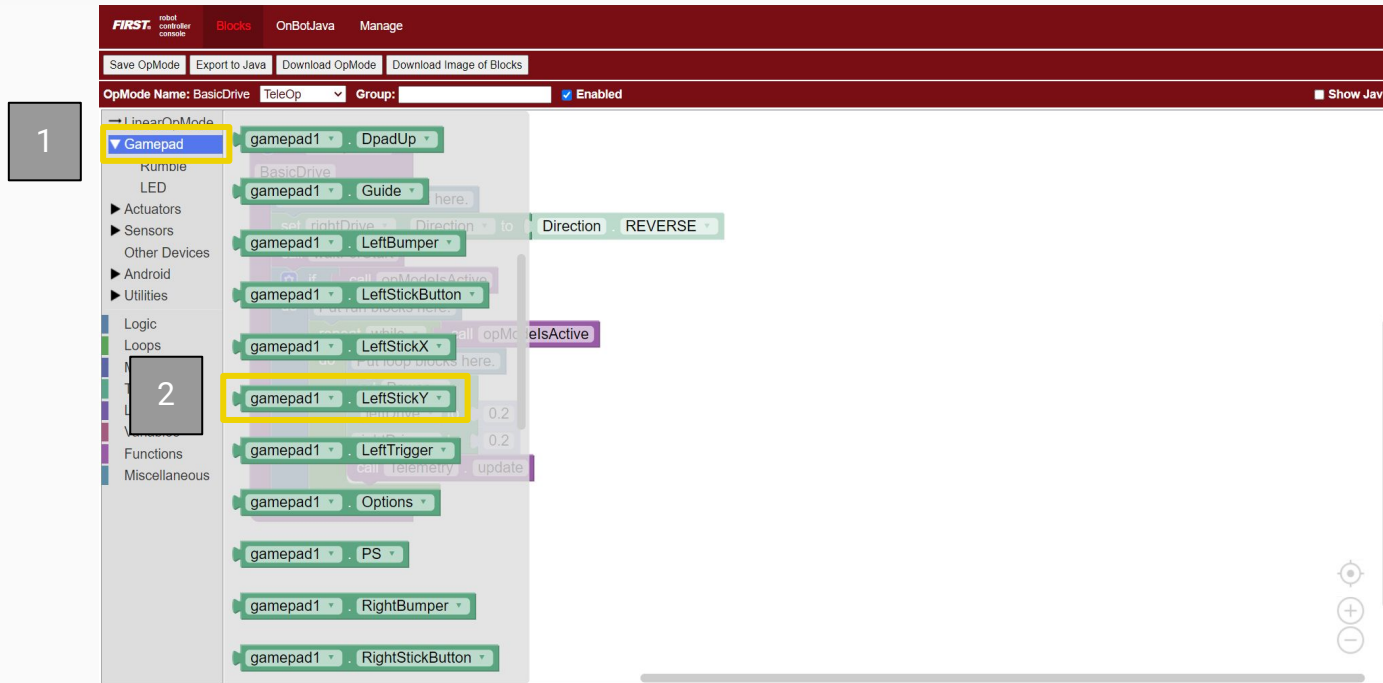 FIRST. robot controller console
Blocks OnBotJava Manage
Save OpMode Export to Java Download OpMode Download Image of Blocks
OpMode Name: BasicDrive TeleOp Group: Enabled Show Jav
1
LinearOpMode
Gamepad
Rumble
LED
Actuators
Sensors
Other Devices
Android
Utilities
Logic
Loops
2
Variables
Functions
Miscellaneous
gamepad1 . DpadUp
BasicDrive
gamepad1 . Guide
here.
set rightDrive . Direction to Direction . REVERSE
gamepad1 . LeftBumper
if call opModeIsActive
gamepad1 . LeftStickButton
Put run blocks here.
repeat while call opModeIsActive
gamepad1 . LeftStickX
Put loop blocks here.
gamepad1 . LeftStickY
leftDrive 0.2
0.2
gamepad1 . LeftTrigger
call Telemetry . update
gamepad1 . Options
gamepad1 . PS
gamepad1 . RightBumper
gamepad1 . RightStickButton